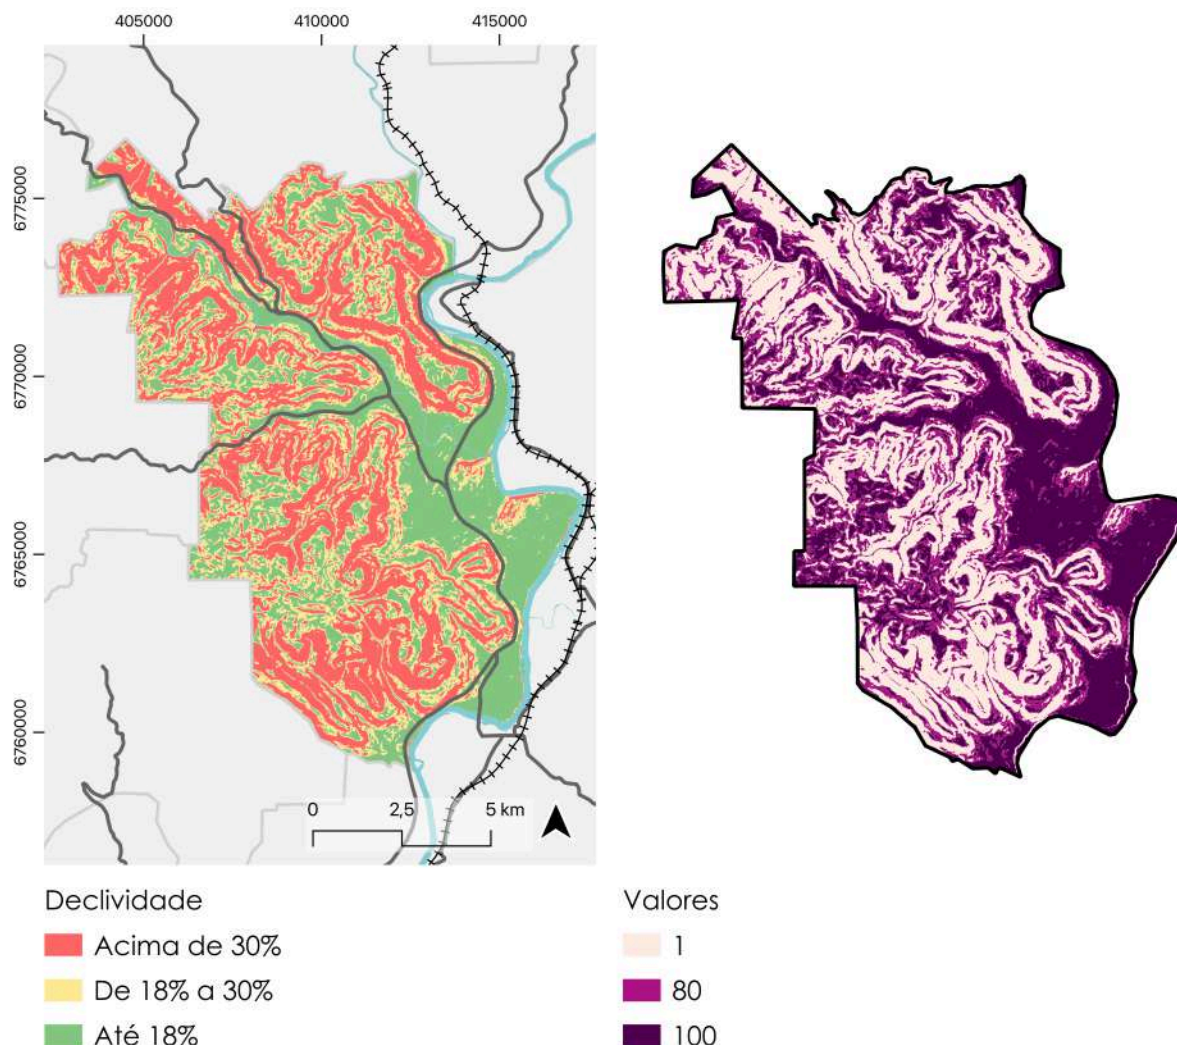 405000 410000 415000
6775000
6770000
6765000
6760000
0 2,5 5 km
Declividade
Acima de 30%
De 18% a 30%
Até 18%
Valores
1
80
100